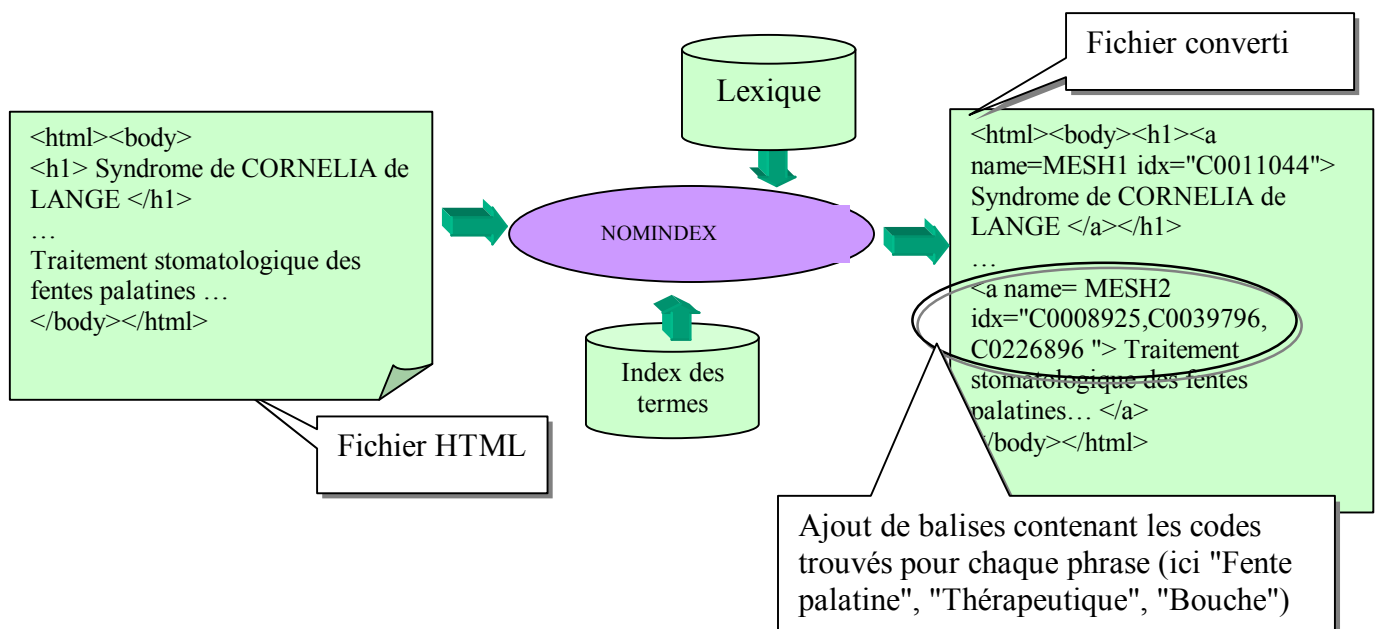 Fichier converti
Lexique
<html><body>
<h1> Syndrome de CORNELIA de
LANGE </h1>
…
Traitement stomatologique des
fentes palatines …
</body></html>
Fichier HTML
NOMINDEX
Index des
termes
<html><body><h1><a
name=MESH1 idx="C0011044">
Syndrome de CORNELIA de
LANGE </a></h1>
…
<a name= MESH2
idx="C0008925,C0039796,
C0226896 "> Traitement
stomatologique des fentes
palatines… </a>
</body></html>
Ajout de balises contenant les codes
trouvés pour chaque phrase (ici "Fente
palatine", "Thérapeutique", "Bouche")